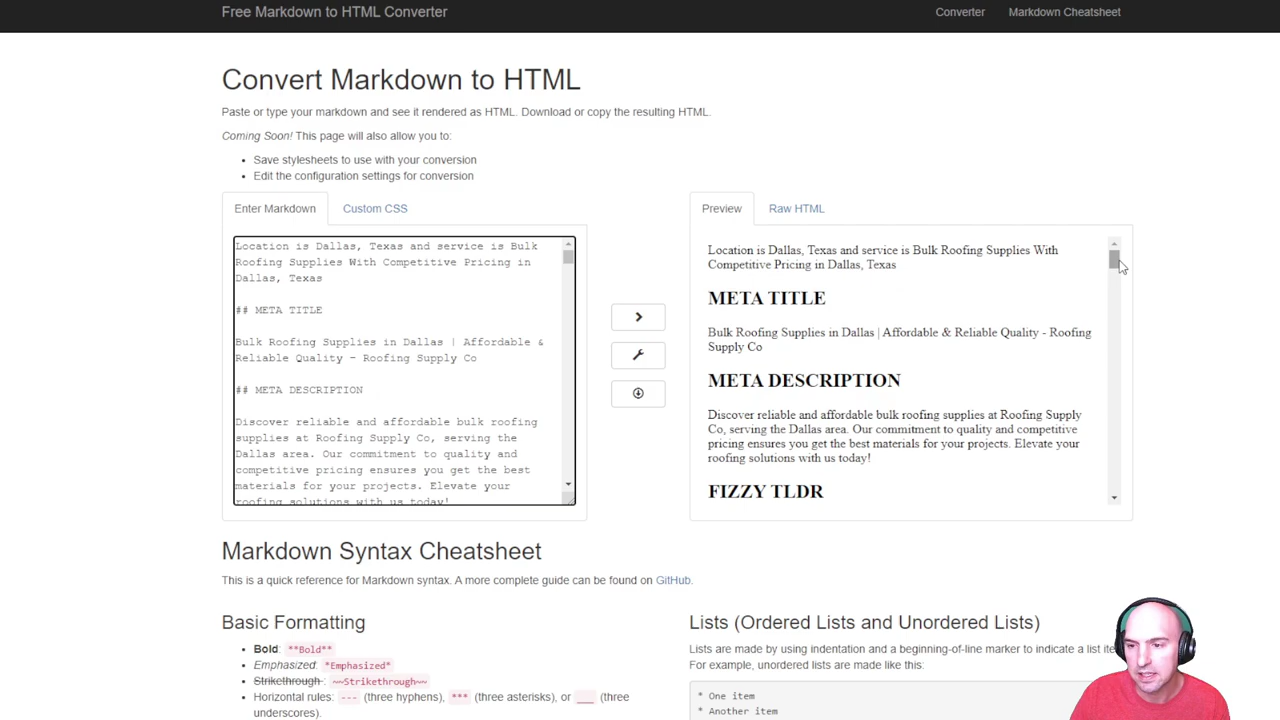 Free Markdown to HTML Converter
Converter
Markdown Cheatsheet
Convert Markdown to HTML
Paste or type your markdown and see it rendered as HTML. Download or copy the resulting HTML.
Coming Soon! This page will also allow you to:
Save stylesheets to use with your conversion
Edit the configuration settings for conversion
Enter Markdown
Custom CSS
Location is Dallas, Texas and service is Bulk
Roofing Supplies With Competitive Pricing in
Dallas, Texas
## META TITLE
Bulk Roofing Supplies in Dallas | Affordable &
Reliable Quality - Roofing Supply Co
## META DESCRIPTION
Discover reliable and affordable bulk roofing
supplies at Roofing Supply Co, serving the
Dallas area. Our commitment to quality and
competitive pricing ensures you get the best
materials for your projects. Elevate your
roofing solutions with us today!
Preview
Raw HTML
Location is Dallas, Texas and service is Bulk Roofing Supplies With
Competitive Pricing in Dallas, Texas
META TITLE
Bulk Roofing Supplies in Dallas | Affordable & Reliable Quality - Roofing
Supply Co
META DESCRIPTION
Discover reliable and affordable bulk roofing supplies at Roofing Supply
Co, serving the Dallas area. Our commitment to quality and competitive
pricing ensures you get the best materials for your projects. Elevate your
roofing solutions with us today!
FIZZY TLDR
Markdown Syntax Cheatsheet
This is a quick reference for Markdown syntax. A more complete guide can be found on GitHub.
Basic Formatting
Bold: **Bold**
Emphasized: *Emphasized*
Strikethrough: ~~Strikethrough~~
Horizontal rules: --- (three hyphens), *** (three asterisks), or ___ (three
underscores).
Lists (Ordered Lists and Unordered Lists)
Lists are made by using indentation and a beginning-of-line marker to indicate a list
For example, unordered lists are made like this:
* One item
* Another item